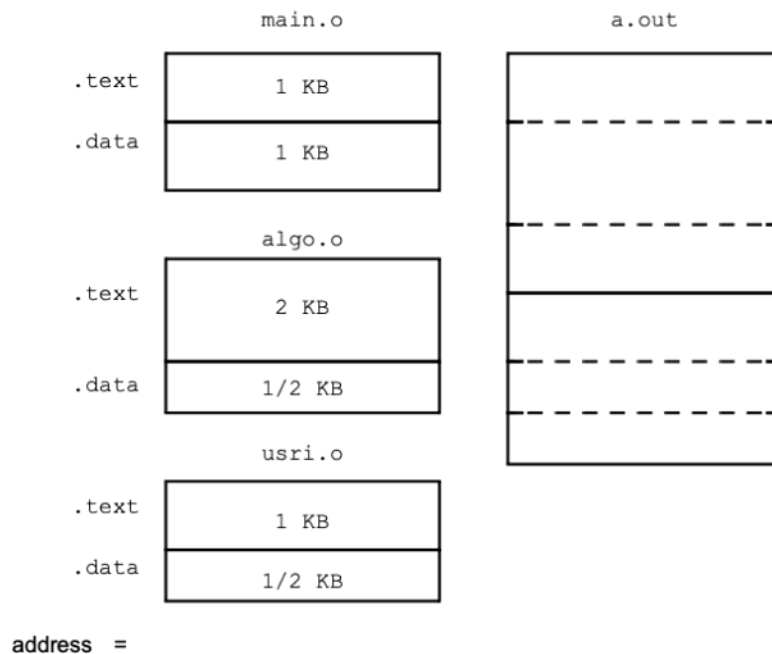 main.o
a.out
.text
1 KB
.data
1 KB
algo.o
.text
2 KB
.data
1/2 KB
usri.o
.text
1 KB
.data
1/2 KB
address =